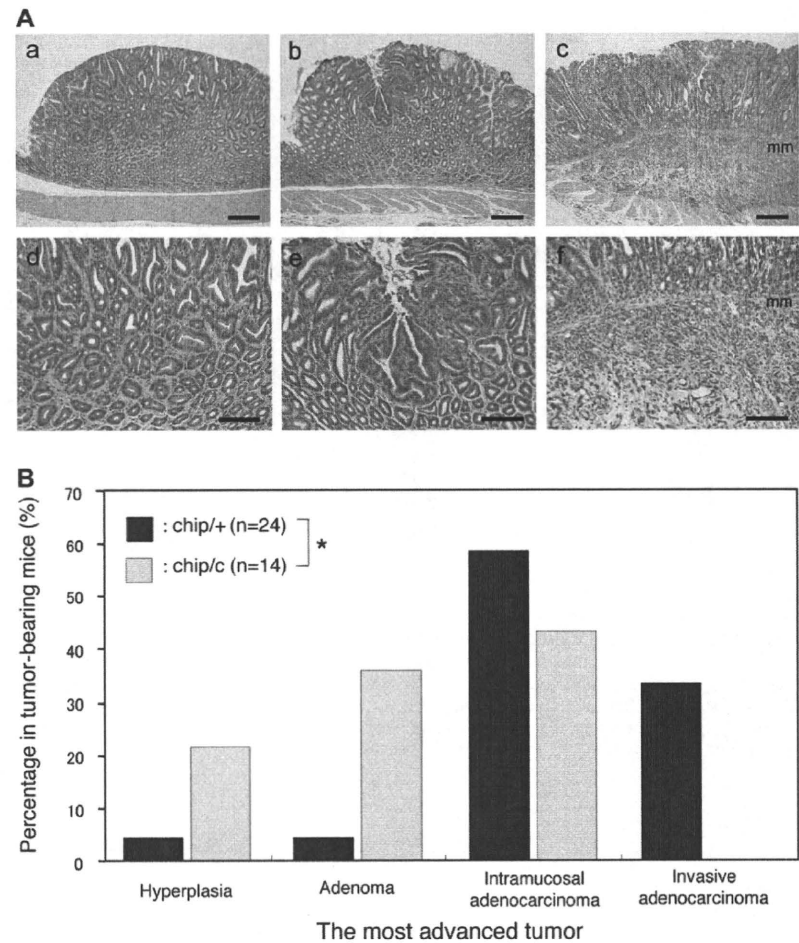 A
a
b
c
mm
d
e
f
mm
B
Percentage in tumor-bearing mice (%)
70
60
50
40
30
20
10
0
: chip/+ (n=24)
: chip/c (n=14)
*
Hyperplasia
Adenoma
Intramucosal
adenocarcinoma
Invasive
adenocarcinoma
The most advanced tumor